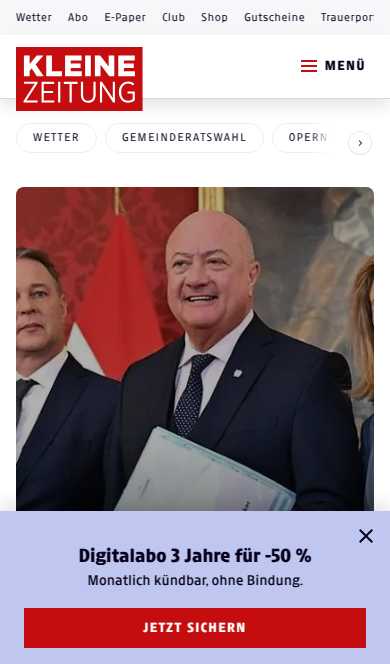 Wetter Abo E-Paper Club Shop Gutscheine Trauerpor
KLEINE
ZEITUNG
MENÜ
WETTER GEMEINDERATSWAHL OPERN
Digitalabo 3 Jahre für -50 %
Monatlich kündbar, ohne Bindung.
JETZT SICHERN